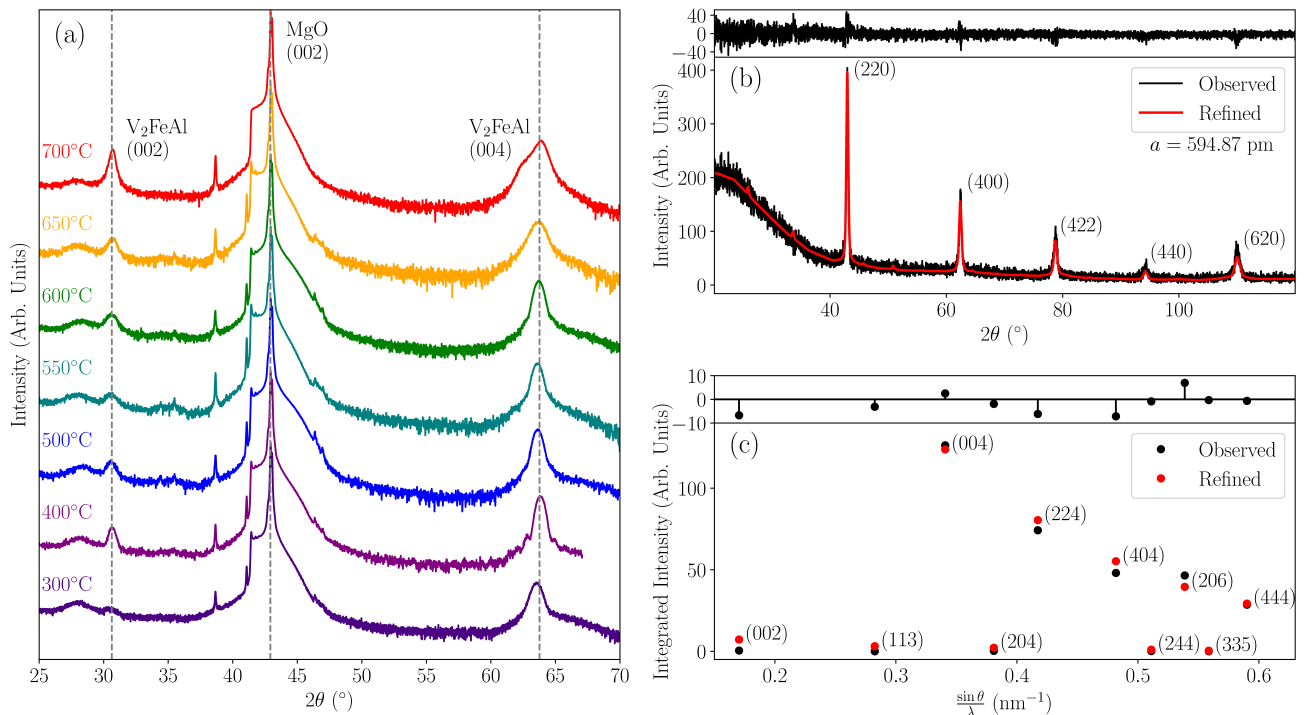 (a)
MgO
(002)
V₂FeAl
(002)
V₂FeAl
(004)
700°C
650°C
600°C
550°C
500°C
400°C
300°C
Intensity (Arb. Units)
25 30 35 40 45 50 55 60 65 70
2θ (°)
40
0
−40
(b)
(220)
(400)
(422)
(440)
(620)
Observed
Refined
a = 594.87 pm
Intensity (Arb. Units)
400
300
200
100
0
40 60 80 100
2θ (°)
10
0
−10
(c)
Observed
Refined
(002)
(113)
(004)
(204)
(224)
(404)
(244)
(206)
(335)
(444)
Integrated Intensity (Arb. Units)
100
50
0
0.2 0.3 0.4 0.5 0.6
sin θ
λ (nm⁻¹)